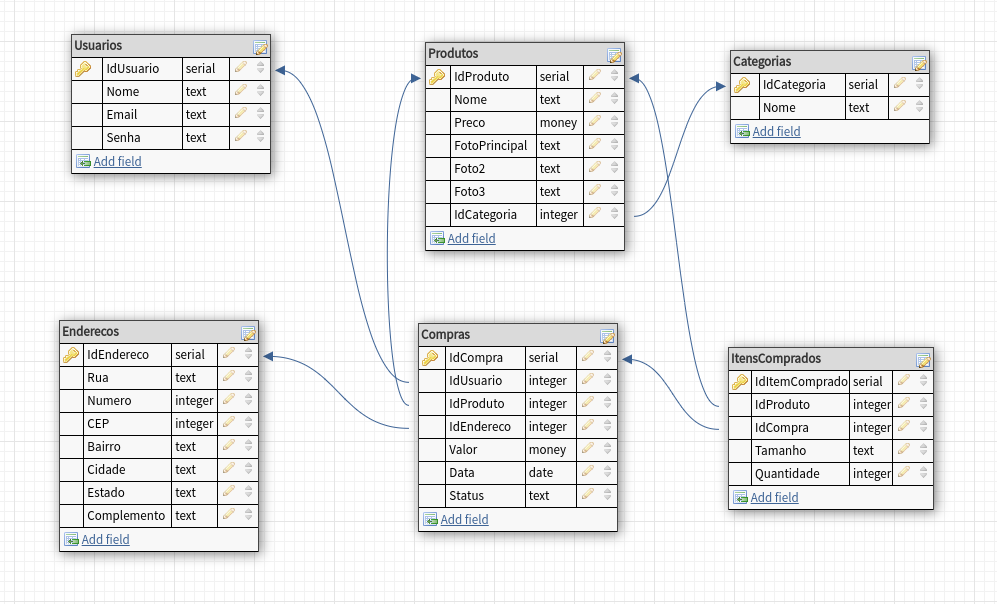 Usuarios
IdUsuario serial
Nome text
Email text
Senha text
Add field
Produtos
IdProduto serial
Nome text
Preco money
FotoPrincipal text
Foto2 text
Foto3 text
IdCategoria integer
Add field
Categorias
IdCategoria serial
Nome text
Add field
Enderecos
IdEndereco serial
Rua text
Numero integer
CEP integer
Bairro text
Cidade text
Estado text
Complemento text
Add field
Compras
IdCompra serial
IdUsuario integer
IdProduto integer
IdEndereco integer
Valor money
Data date
Status text
Add field
ItensComprados
IdItemComprado serial
IdProduto integer
IdCompra integer
Tamanho text
Quantidade integer
Add field